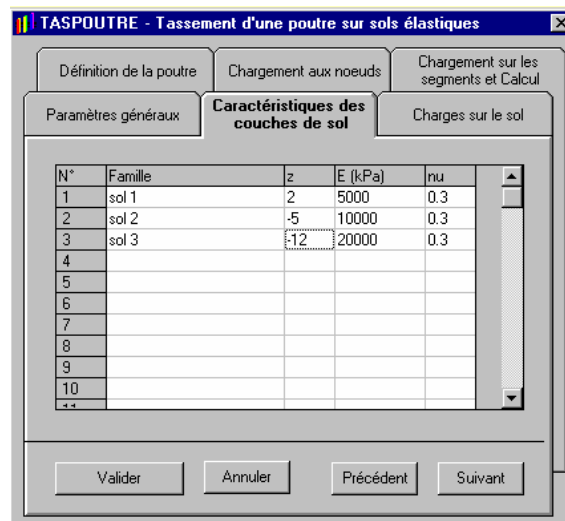 TASPOUTRE - Tassement d'une poutre sur sols élastiques
Définition de la poutre
Chargement aux noeuds
Chargement sur les
segments et Calcul
Paramètres généraux
Caractéristiques des
couches de sol
Charges sur le sol
N° Famille z E (kPa) nu
1 sol 1 2 5000 0.3
2 sol 2 -5 10000 0.3
3 sol 3 -12 20000 0.3
4
5
6
7
8
9
10
11
Valider Annuler Précédent Suivant